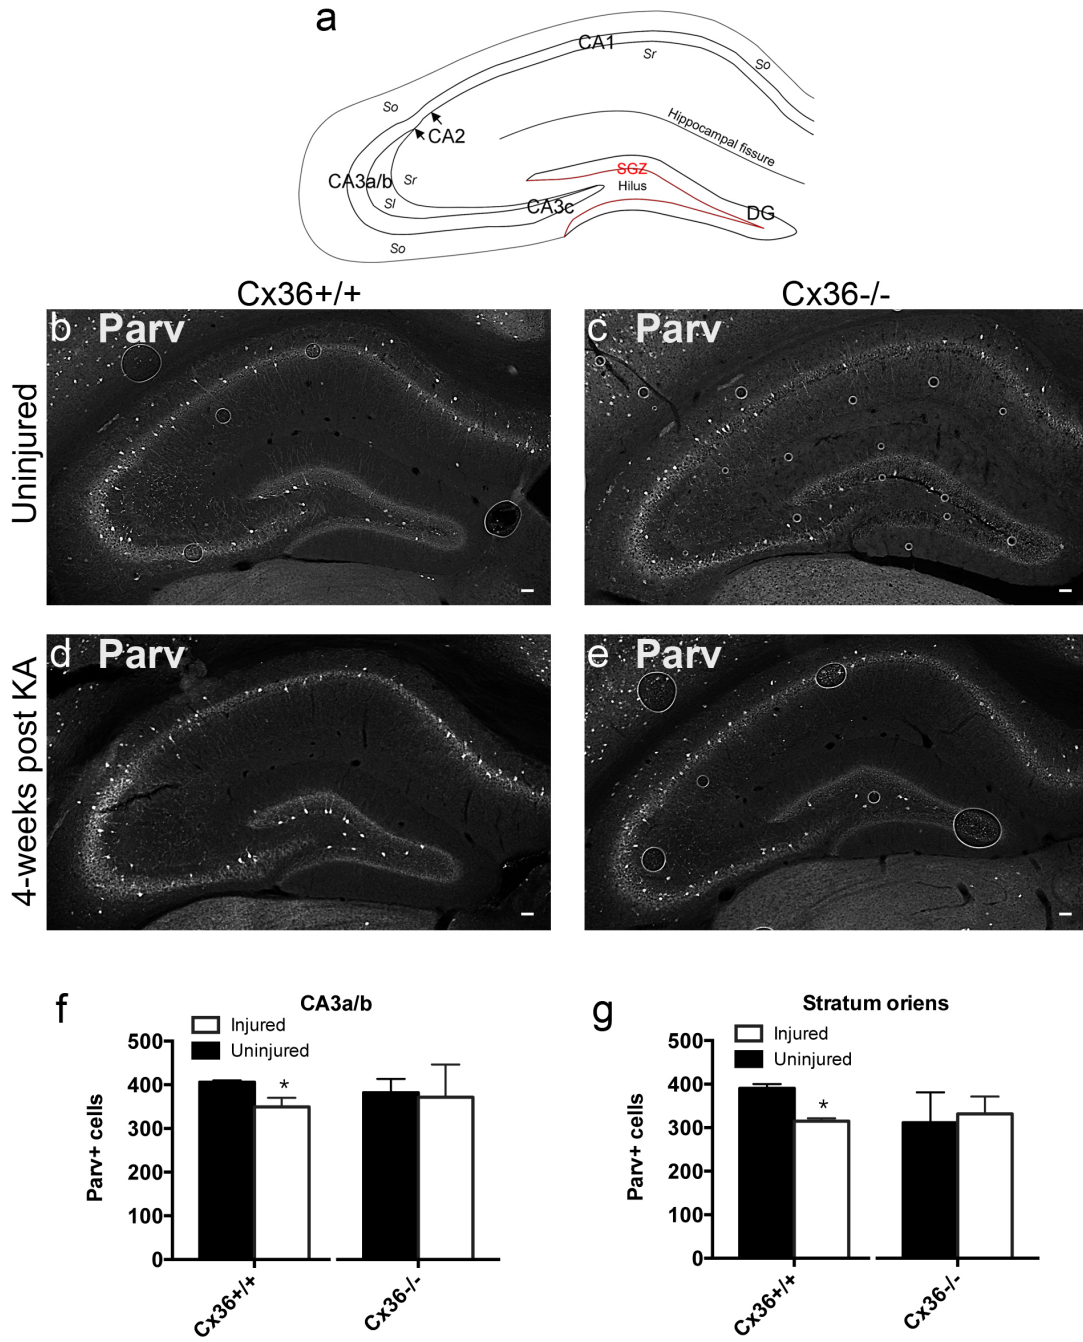 a
CA1
Sr
So
So
CA2
Hippocampal fissure
CA3a/b
Sr
Sl
SGZ
Hilus
CA3c
DG
So
Cx36+/+
Cx36-/-
Uninjured
b Parv
c Parv
4-weeks post KA
d Parv
e Parv
f
CA3a/b
Injured
Uninjured
Parv+ cells
500
400
300
200
100
0
*
Cx36+/+
Cx36-/-
g
Stratum oriens
Injured
Uninjured
Parv+ cells
500
400
300
200
100
0
*
Cx36+/+
Cx36-/-